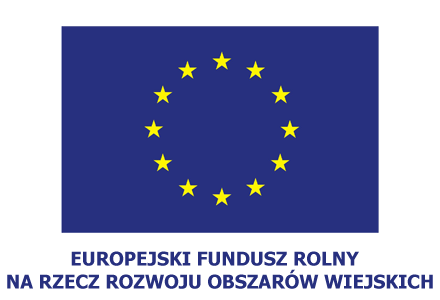 EUROPEJSKI FUNDUSZ ROLNY
NA RZECZ ROZWOJU OBSZARÓW WIEJSKICH